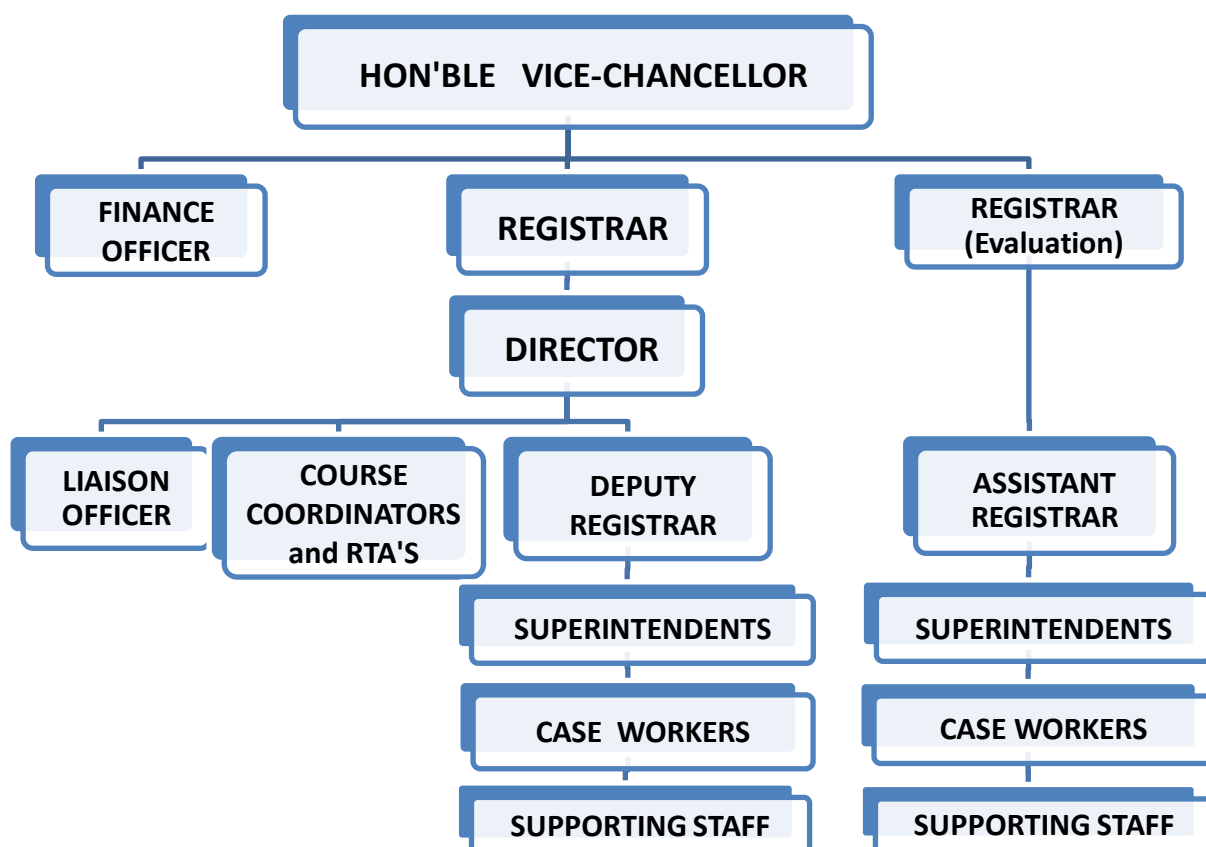 HON'BLE VICE-CHANCELLOR
FINANCE
OFFICER
REGISTRAR
REGISTRAR
(Evaluation)
DIRECTOR
LIAISON
OFFICER
COURSE
COORDINATORS
and RTA'S
DEPUTY
REGISTRAR
ASSISTANT
REGISTRAR
SUPERINTENDENTS
SUPERINTENDENTS
CASE WORKERS
CASE WORKERS
SUPPORTING STAFF
SUPPORTING STAFF